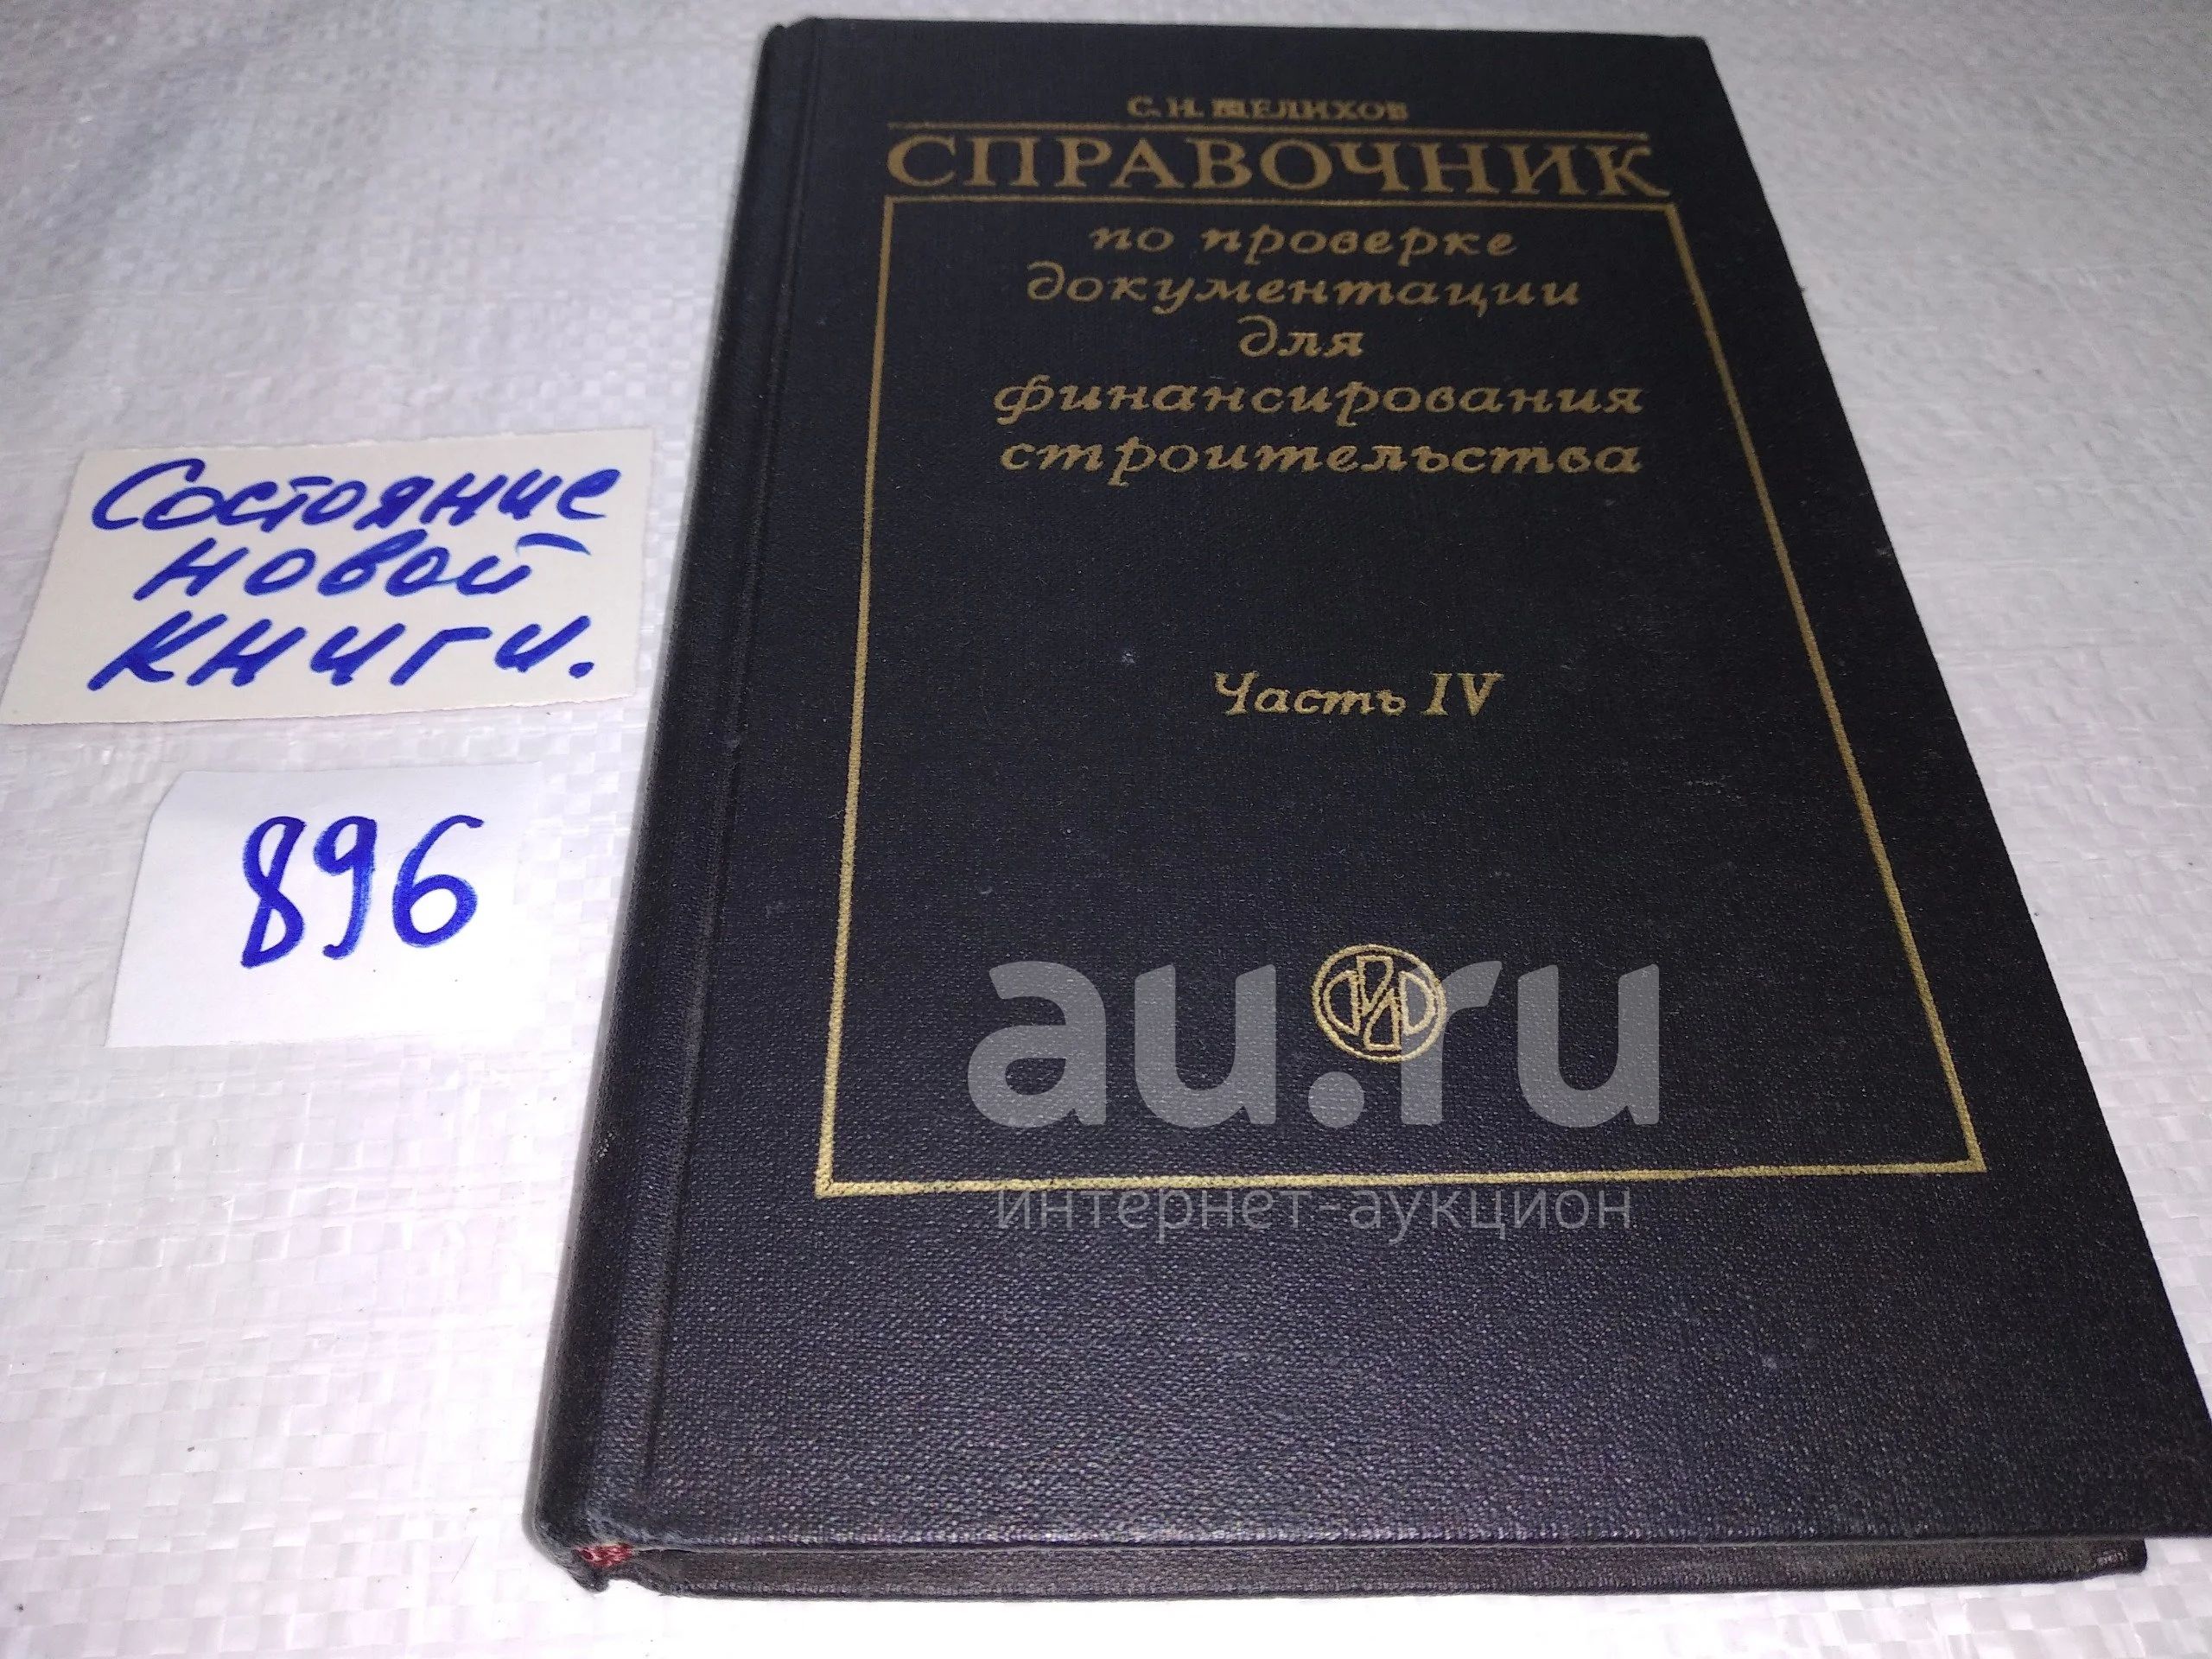 С. Н. ШЕЛИХОВ
СПРАВОЧНИК
по проверке
документации
для
финансирования
строительства
Часть IV
Состояние
новой
книги.
896
au.ru
интернет-аукцион